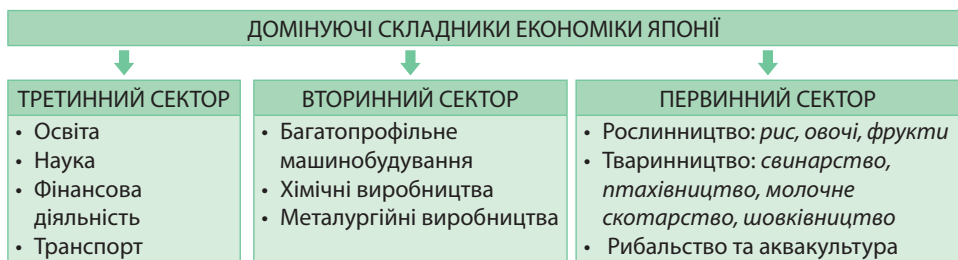 ДОМІНУЮЧІ СКЛАДНИКИ ЕКОНОМІКИ ЯПОНІЇ
ТРЕТИННИЙ СЕКТОР
• Освіта
• Наука
• Фінансова
діяльність
• Транспорт
ВТОРИННИЙ СЕКТОР
• Багатопрофільне
машинобудування
• Хімічні виробництва
• Металургійні виробництва
ПЕРВИННИЙ СЕКТОР
• Рослинництво: рис, овочі, фрукти
• Тваринництво: свинарство,
птахівництво, молочне
скотарство, шовківництво
• Рибальство та аквакультура